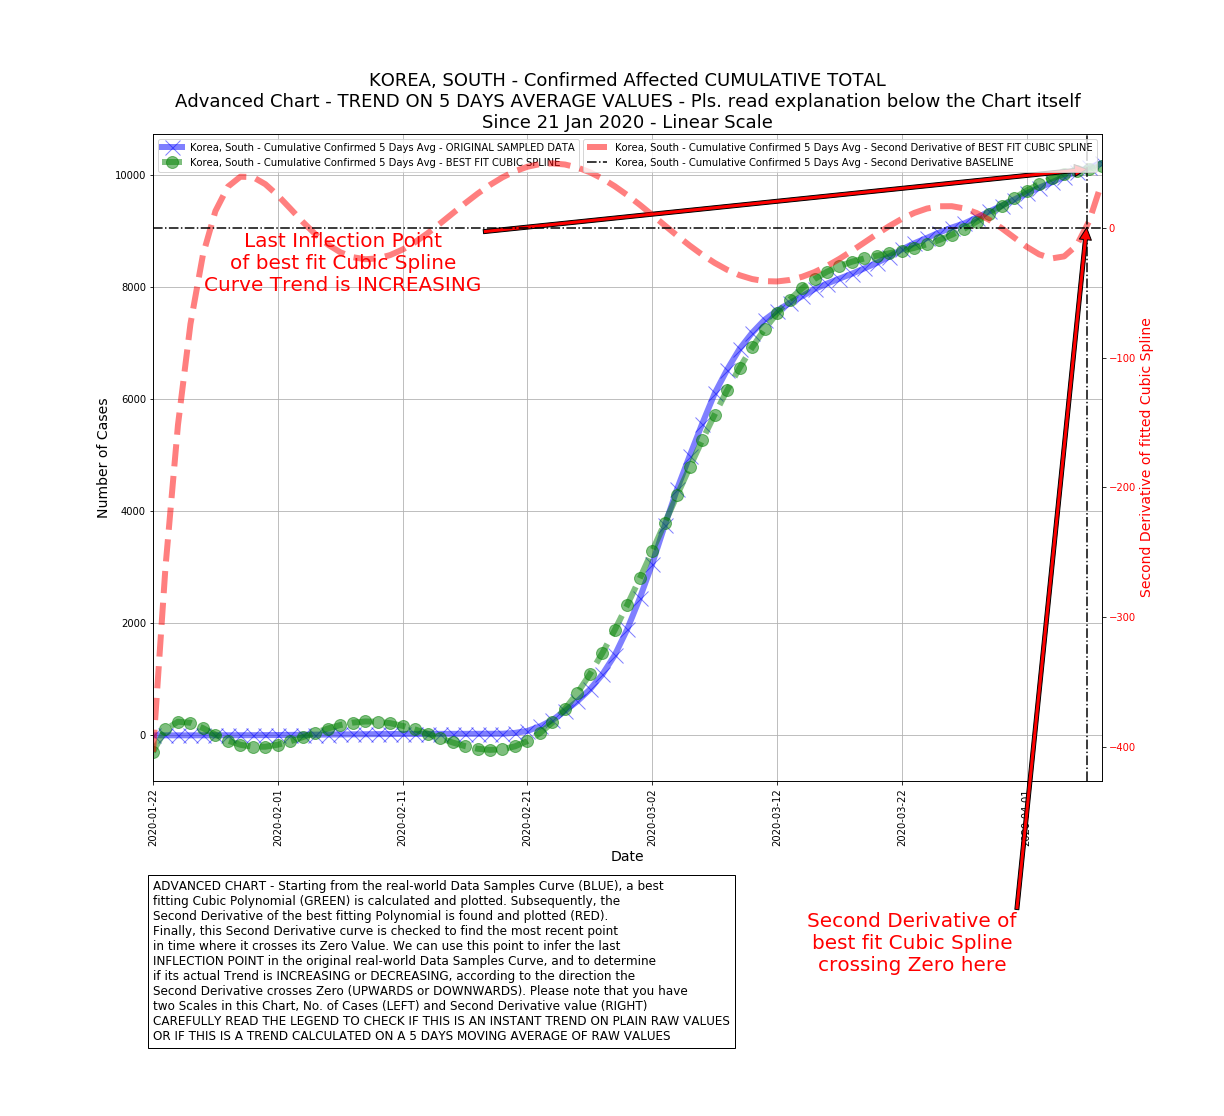 KOREA, SOUTH - Confirmed Affected CUMULATIVE TOTAL
Advanced Chart - TREND ON 5 DAYS AVERAGE VALUES - Pls. read explanation below the Chart itself
Since 21 Jan 2020 - Linear Scale
Korea, South - Cumulative Confirmed 5 Days Avg - ORIGINAL SAMPLED DATA
Korea, South - Cumulative Confirmed 5 Days Avg - BEST FIT CUBIC SPLINE
Korea, South - Cumulative Confirmed 5 Days Avg - Second Derivative of BEST FIT CUBIC SPLINE
Korea, South - Cumulative Confirmed 5 Days Avg - Second Derivative BASELINE
Last Inflection Point
of best fit Cubic Spline
Curve Trend is INCREASING
Number of Cases
10000
8000
6000
4000
2000
0
0
−100
−200
−300
−400
Second Derivative of fitted Cubic Spline
2020-01-22
2020-02-01
2020-02-11
2020-02-21
2020-03-02
2020-03-12
2020-03-22
2020-04-01
Date
Second Derivative of
best fit Cubic Spline
crossing Zero here
ADVANCED CHART - Starting from the real-world Data Samples Curve (BLUE), a best
fitting Cubic Polynomial (GREEN) is calculated and plotted. Subsequently, the
Second Derivative of the best fitting Polynomial is found and plotted (RED).
Finally, this Second Derivative curve is checked to find the most recent point
in time where it crosses its Zero Value. We can use this point to infer the last
INFLECTION POINT in the original real-world Data Samples Curve, and to determine
if its actual Trend is INCREASING or DECREASING, according to the direction the
Second Derivative crosses Zero (UPWARDS or DOWNWARDS). Please note that you have
two Scales in this Chart, No. of Cases (LEFT) and Second Derivative value (RIGHT)
CAREFULLY READ THE LEGEND TO CHECK IF THIS IS AN INSTANT TREND ON PLAIN RAW VALUES
OR IF THIS IS A TREND CALCULATED ON A 5 DAYS MOVING AVERAGE OF RAW VALUES